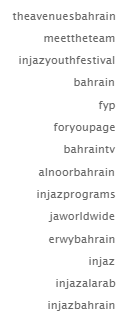 theavenuesbahrain
meettheteam
injazyouthfestival
bahrain
fyp
foryoupage
bahraintv
alnoorbahrain
injazprograms
jaworldwide
erwybahrain
injaz
injazalarab
injazbahrain